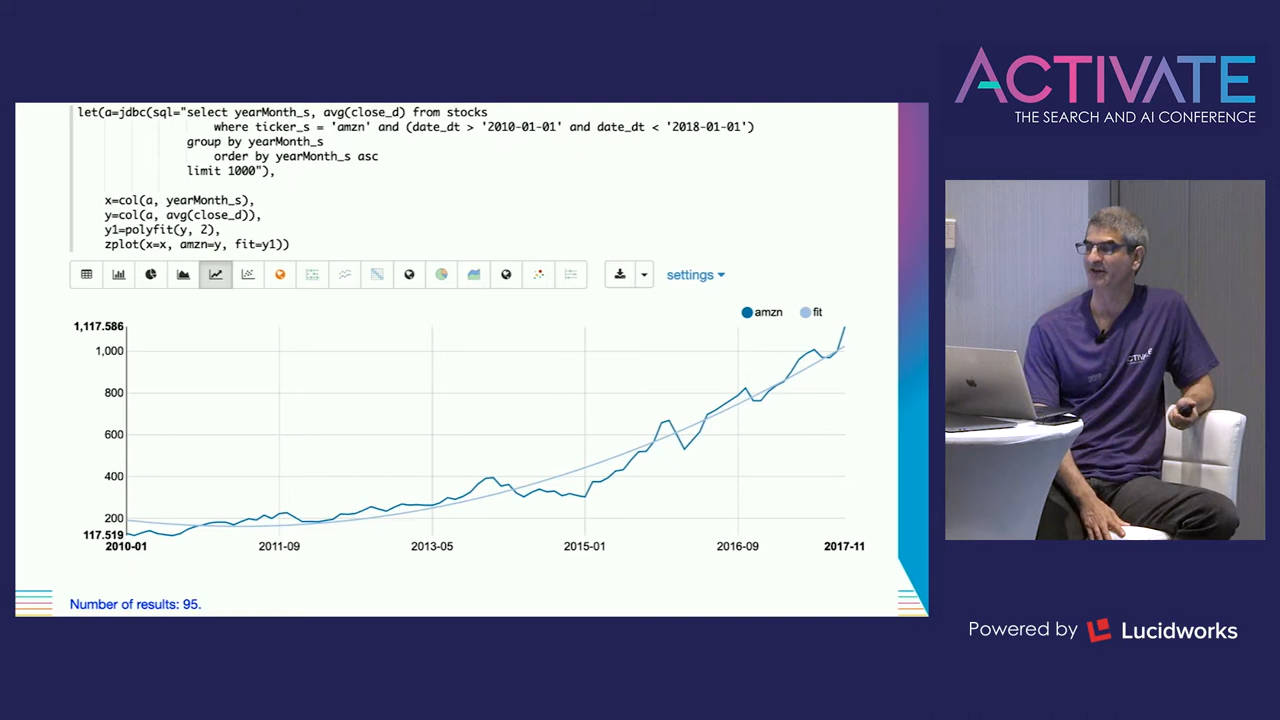 let(a=jdbc(sql="select yearMonth_s, avg(close_d) from stocks
where ticker_s = 'amzn' and (date_dt > '2010-01-01' and date_dt < '2018-01-01')
group by yearMonth_s
order by yearMonth_s asc
limit 1000"),
x=col(a, yearMonth_s),
y=col(a, avg(close_d)),
y1=polyfit(y, 2),
zplot(x=x, amzn=y, fit=y1))
settings
amzn
fit
1,117.586
1,000
800
600
400
200
117.519
2010-01
2011-09
2013-05
2015-01
2016-09
2017-11
Number of results: 95.
ACTIVATE
THE SEARCH AND AI CONFERENCE
Powered by Lucidworks